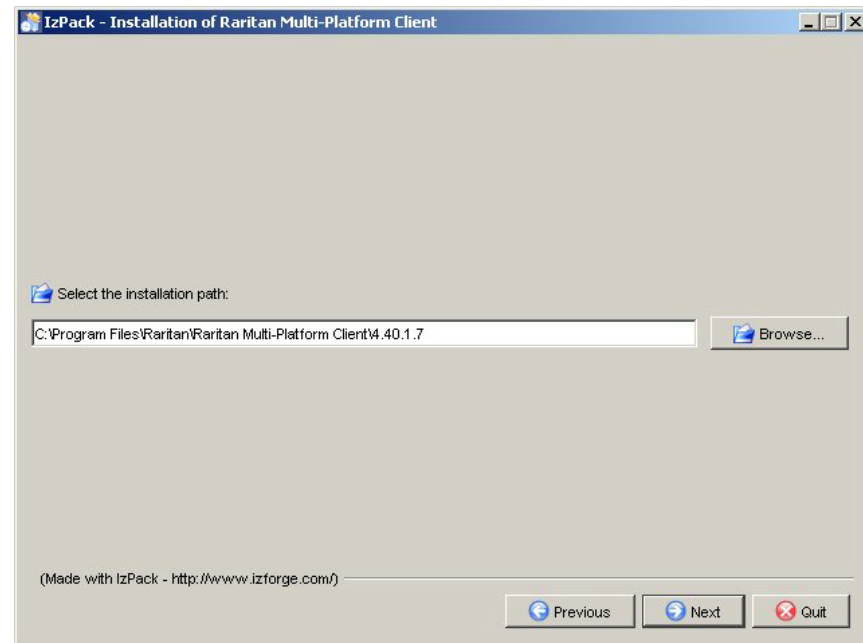 IzPack - Installation of Raritan Multi-Platform Client
Select the installation path:
C:\Program Files\Raritan\Raritan Multi-Platform Client\4.40.1.7
Browse...
(Made with IzPack - http://www.izforge.com/)
Previous
Next
Quit